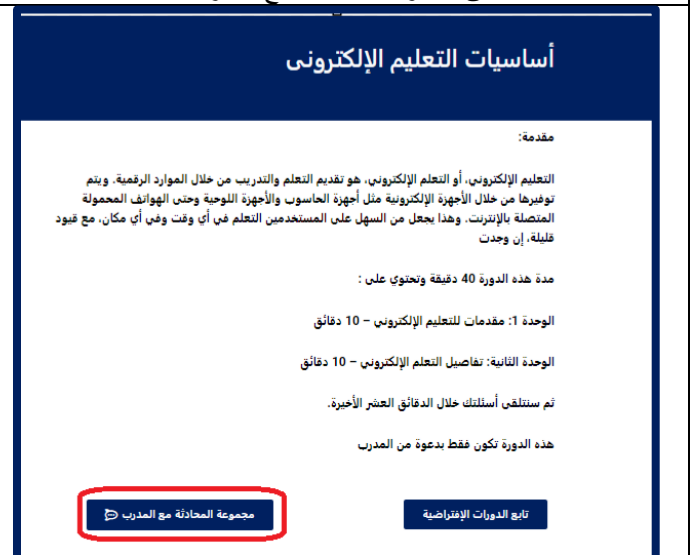 أساسيات التعليم الإلكترونى
مقدمة:
التعليم الإلكتروني، أو التعلم الإلكتروني، هو تقديم التعلم والتدريب من خلال الموارد الرقمية. ويتم
توفيرها من خلال الأجهزة الإلكترونية مثل أجهزة الحاسوب والأجهزة اللوحية وحتى الهواتف المحمولة
المتصلة بالإنترنت. وهذا يجعل من السهل على المستخدمين التعلم في أي وقت وفي أي مكان، مع قيود
قليلة، إن وجدت
مدة هذه الدورة 40 دقيقة وتحتوي على :
الوحدة 1: مقدمات للتعليم الإلكتروني – 10 دقائق
الوحدة الثانية: تفاصيل التعلم الإلكتروني – 10 دقائق
ثم سنتلقى أسئلتك خلال الدقائق العشر الأخيرة.
هذه الدورة تكون فقط بدعوة من المدرب
تابع الدورات الإفتراضية
مجموعة المحادثة مع المدرب